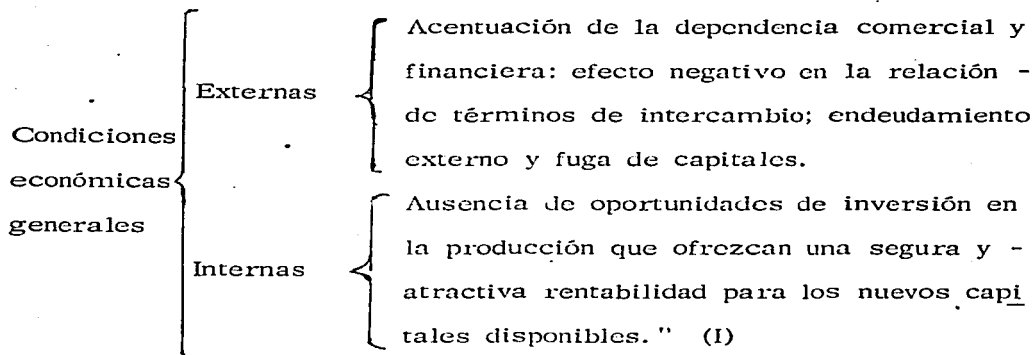 Acentuación de la dependencia comercial y
financiera: efecto negativo en la relación -
Externas
de términos de intercambio; endeudamiento
Condiciones
externo y fuga de capitales.
económicas
Ausencia de oportunidades de inversión en
generales
la producción que ofrezcan una segura y -
Internas
atractiva rentabilidad para los nuevos capi
tales disponibles." (I)